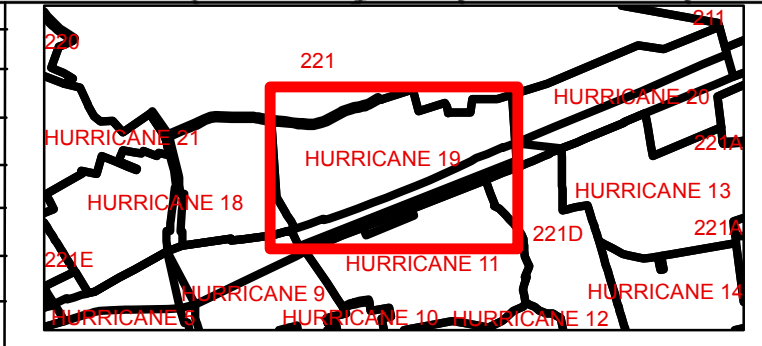 211
220
221
HURRICANE 20
HURRICANE 21
221A
HURRICANE 19
HURRICANE 13
HURRICANE 18
221A
221D
221E
HURRICANE 11
HURRICANE 9
HURRICANE 14
HURRICANE 5
HURRICANE 10
HURRICANE 12